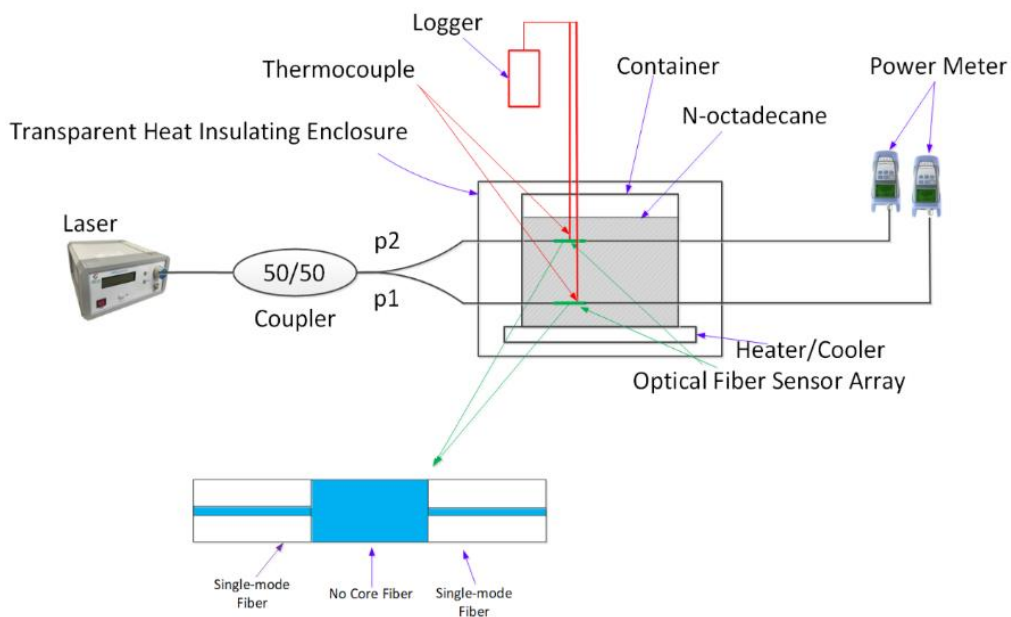 Logger
Thermocouple
Container
Power Meter
N-octadecane
Transparent Heat Insulating Enclosure
Laser
p2
50/50
p1
Coupler
Heater/Cooler
Optical Fiber Sensor Array
Single-mode
Fiber
No Core Fiber
Single-mode
Fiber